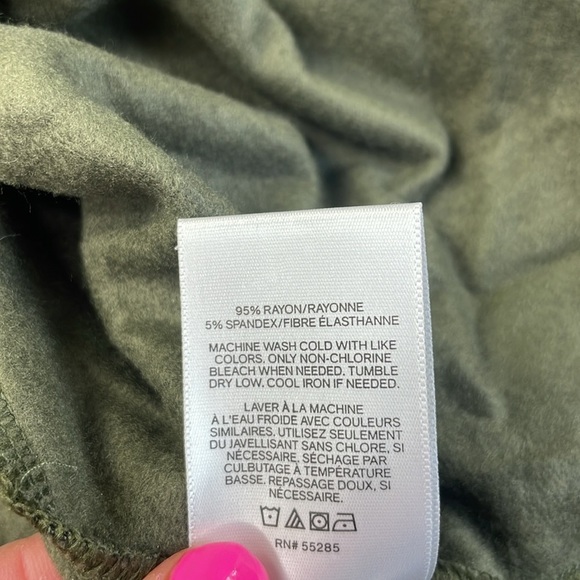 95% RAYON/RAYONNE
5% SPANDEX/FIBRE ÉLASTHANNE
MACHINE WASH COLD WITH LIKE
COLORS. ONLY NON-CHLORINE
BLEACH WHEN NEEDED. TUMBLE
DRY LOW. COOL IRON IF NEEDED.
LAVER À LA MACHINE
À L'EAU FROIDE AVEC COULEURS
SIMILAIRES. UTILISEZ SEULEMENT
DU JAVELLISANT SANS CHLORE, SI
NÉCESSAIRE. SÉCHAGE PAR
CULBUTAGE À TEMPÉRATURE
BASSE. REPASSAGE DOUX, SI
NÉCESSAIRE.
RN# 55285